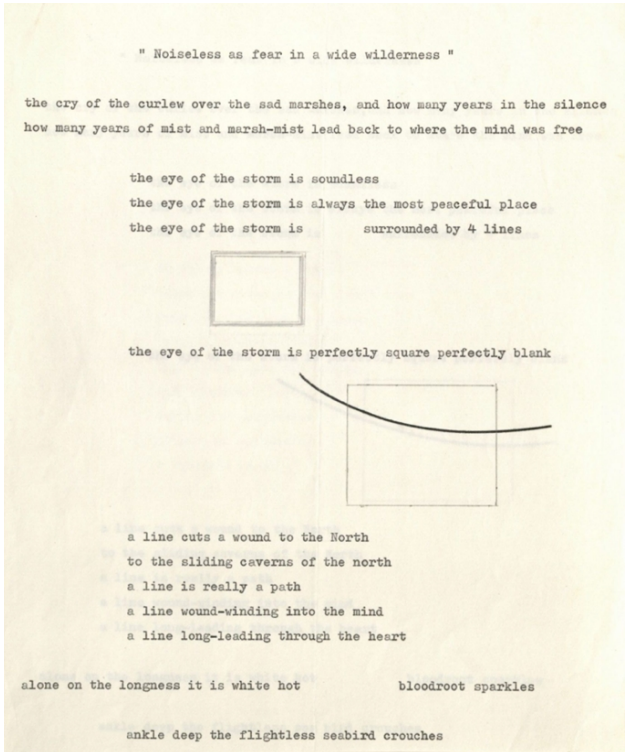 " Noiseless as fear in a wide wilderness "
the cry of the curlew over the sad marshes, and how many years in the silence
how many years of mist and marsh-mist lead back to where the mind was free
the eye of the storm is soundless
the eye of the storm is always the most peaceful place
the eye of the storm is surrounded by 4 lines
the eye of the storm is perfectly square perfectly blank
a line cuts a wound to the North
to the sliding caverns of the north
a line is really a path
a line wound-winding into the mind
a line long-leading through the heart
alone on the longness it is white hot bloodroot sparkles
ankle deep the flightless seabird crouches